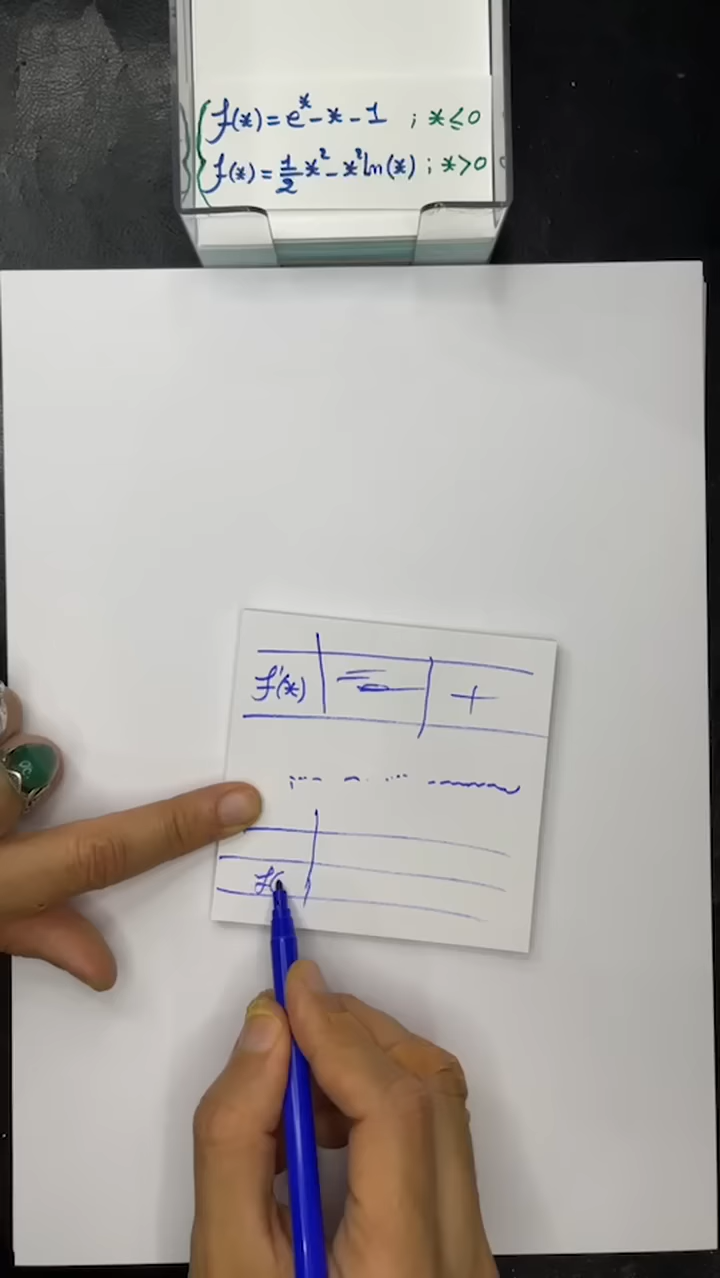 f(x) = e^x - x - 1 ; x ≤ 0
f(x) = 1/2 x² - x² ln(x) ; x > 0
f'(x) - +
f(